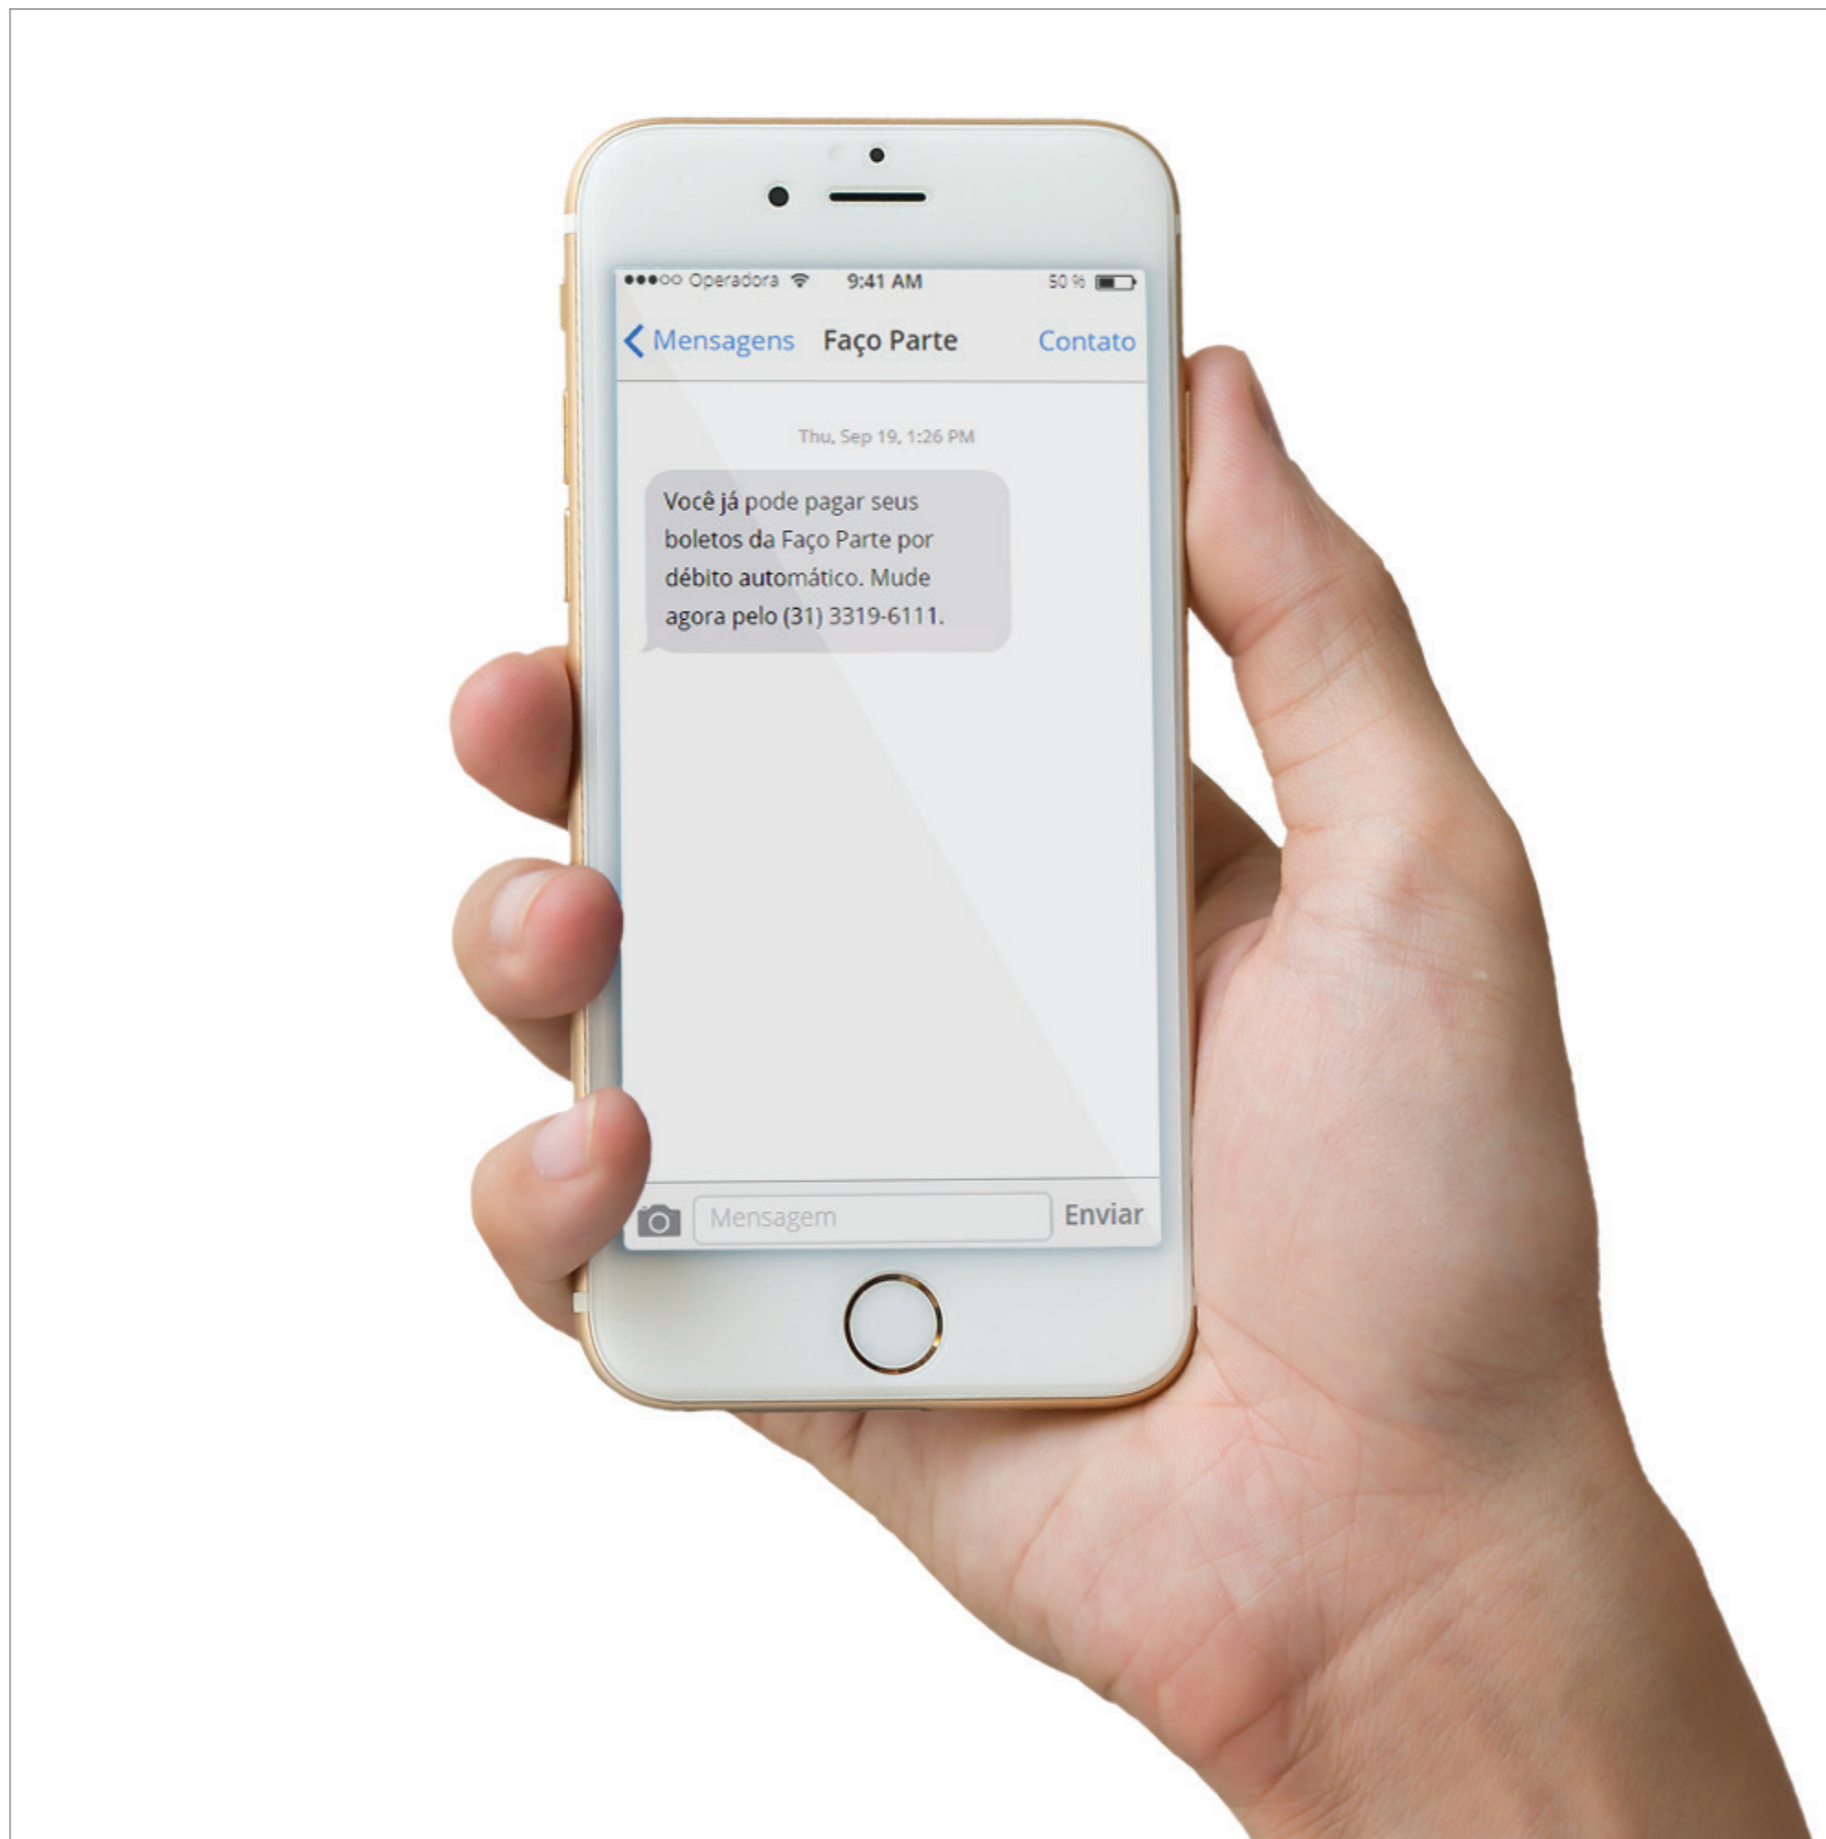 Operadora 9:41 AM 50 %
Mensagens Faço Parte Contato
Thu, Sep 19, 1:26 PM
Você já pode pagar seus
boletos da Faço Parte por
débito automático. Mude
agora pelo (31) 3319-6111.
Mensagem Enviar